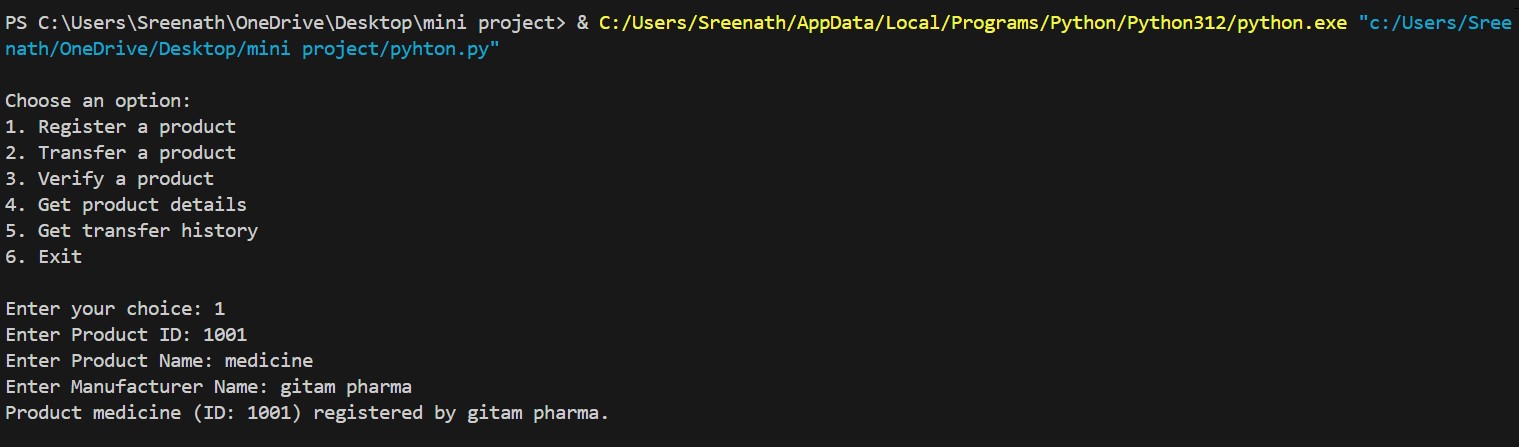 PS C:\Users\Sreenath\OneDrive\Desktop\mini project> & C:/Users/Sreenath/AppData/Local/Programs/Python/Python312/python.exe "c:/Users/Sree
nath/OneDrive/Desktop/mini project/pyhton.py"
Choose an option:
1. Register a product
2. Transfer a product
3. Verify a product
4. Get product details
5. Get transfer history
6. Exit
Enter your choice: 1
Enter Product ID: 1001
Enter Product Name: medicine
Enter Manufacturer Name: gitam pharma
Product medicine (ID: 1001) registered by gitam pharma.